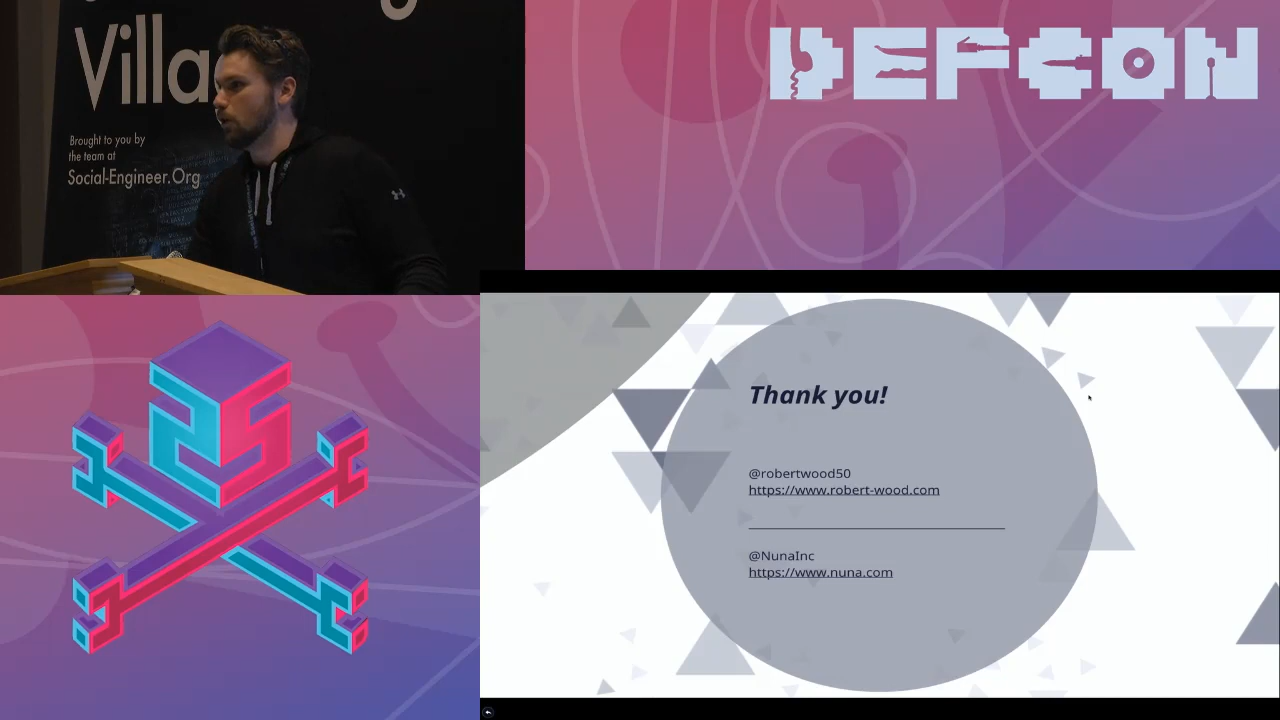 Villa
Brought to you by
the team at
Social-Engineer.Org
DEFCON
25
Thank you!
@robertwood50
https://www.robert-wood.com
@NunaInc
https://www.nuna.com